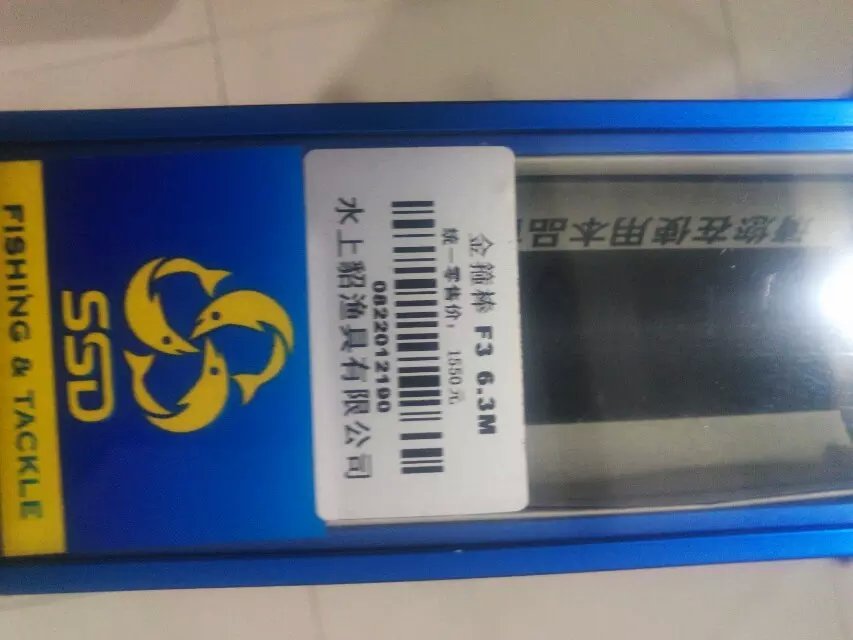 FISHING & TACKLE
SSD
金箍棒 F3 6.3M
统一零售价: 1550元
0822012190
水上貂渔具有限公司
请您在使用本品